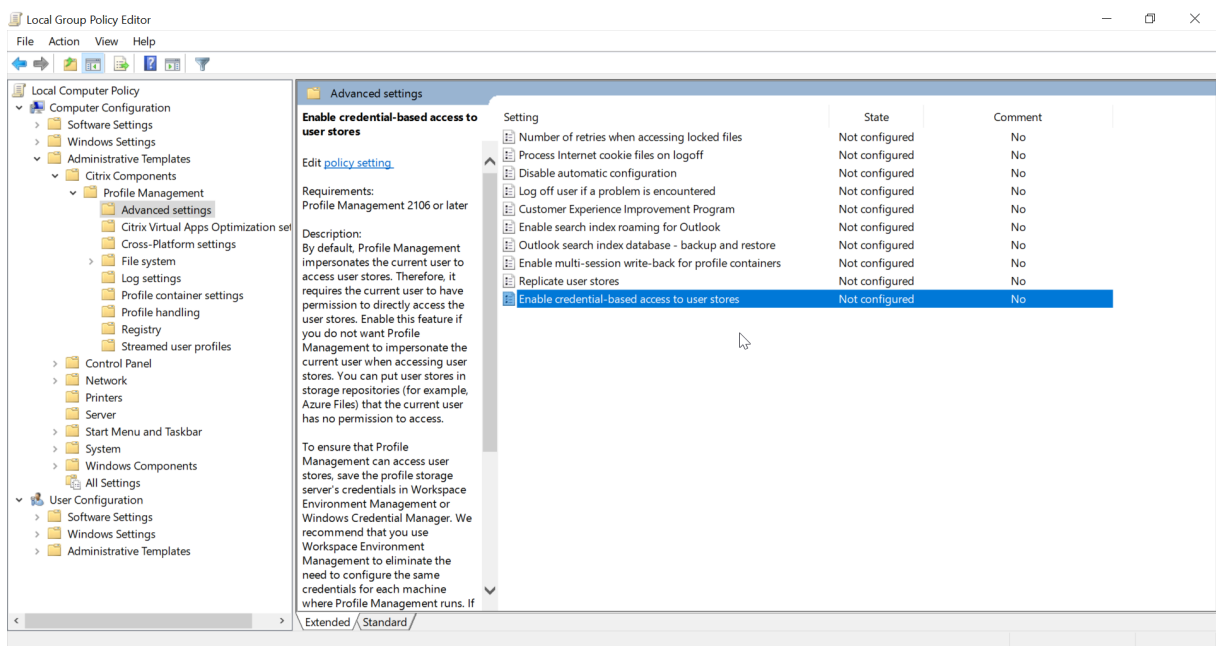 Local Group Policy Editor
File Action View Help
Local Computer Policy
Computer Configuration
Software Settings
Windows Settings
Administrative Templates
Citrix Components
Profile Management
Advanced settings
Citrix Virtual Apps Optimization set
Cross-Platform settings
File system
Log settings
Profile container settings
Profile handling
Registry
Streamed user profiles
Control Panel
Network
Printers
Server
Start Menu and Taskbar
System
Windows Components
All Settings
User Configuration
Software Settings
Windows Settings
Administrative Templates
Advanced settings
Enable credential-based access to
user stores
Edit policy setting
Requirements:
Profile Management 2106 or later
Description:
By default, Profile Management
impersonates the current user to
access user stores. Therefore, it
requires the current user to have
permission to directly access the
user stores. Enable this feature if
you do not want Profile
Management to impersonate the
current user when accessing user
stores. You can put user stores in
storage repositories (for example,
Azure Files) that the current user
has no permission to access.
To ensure that Profile
Management can access user
stores, save the profile storage
server's credentials in Workspace
Environment Management or
Windows Credential Manager. We
recommend that you use
Workspace Environment
Management to eliminate the
need to configure the same
credentials for each machine
where Profile Management runs. If
Setting State Comment
Number of retries when accessing locked files Not configured No
Process Internet cookie files on logoff Not configured No
Disable automatic configuration Not configured No
Log off user if a problem is encountered Not configured No
Customer Experience Improvement Program Not configured No
Enable search index roaming for Outlook Not configured No
Outlook search index database - backup and restore Not configured No
Enable multi-session write-back for profile containers Not configured No
Replicate user stores Not configured No
Enable credential-based access to user stores Not configured No
Extended Standard